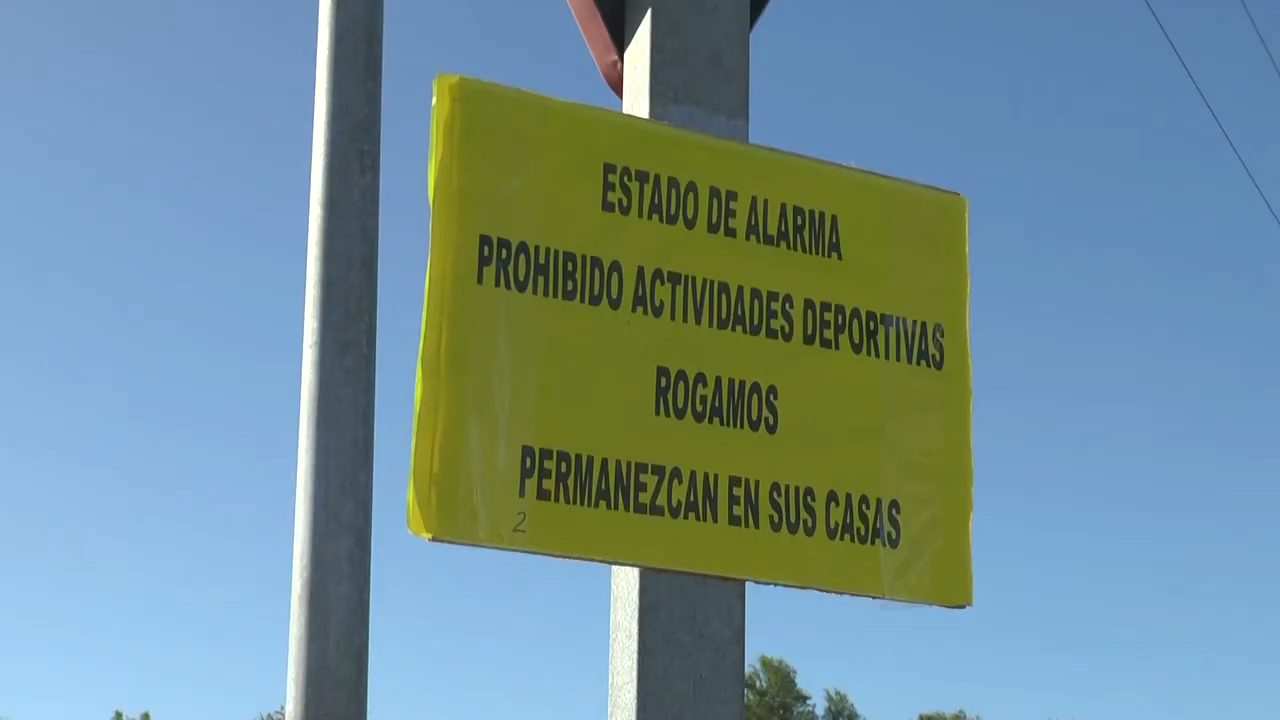 ESTADO DE ALARMA
PROHIBIDO ACTIVIDADES DEPORTIVAS
ROGAMOS
PERMANEZCAN EN SUS CASAS
2